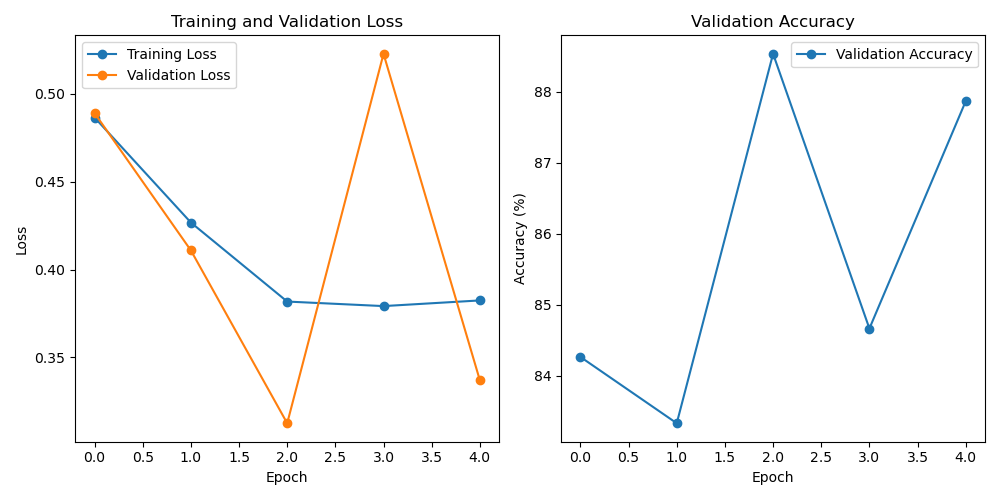 Training and Validation Loss
Training Loss
Validation Loss
0.50
0.45
0.40
0.35
Loss
0.0 0.5 1.0 1.5 2.0 2.5 3.0 3.5 4.0
Epoch
Validation Accuracy
Validation Accuracy
88
87
86
85
84
Accuracy (%)
0.0 0.5 1.0 1.5 2.0 2.5 3.0 3.5 4.0
Epoch